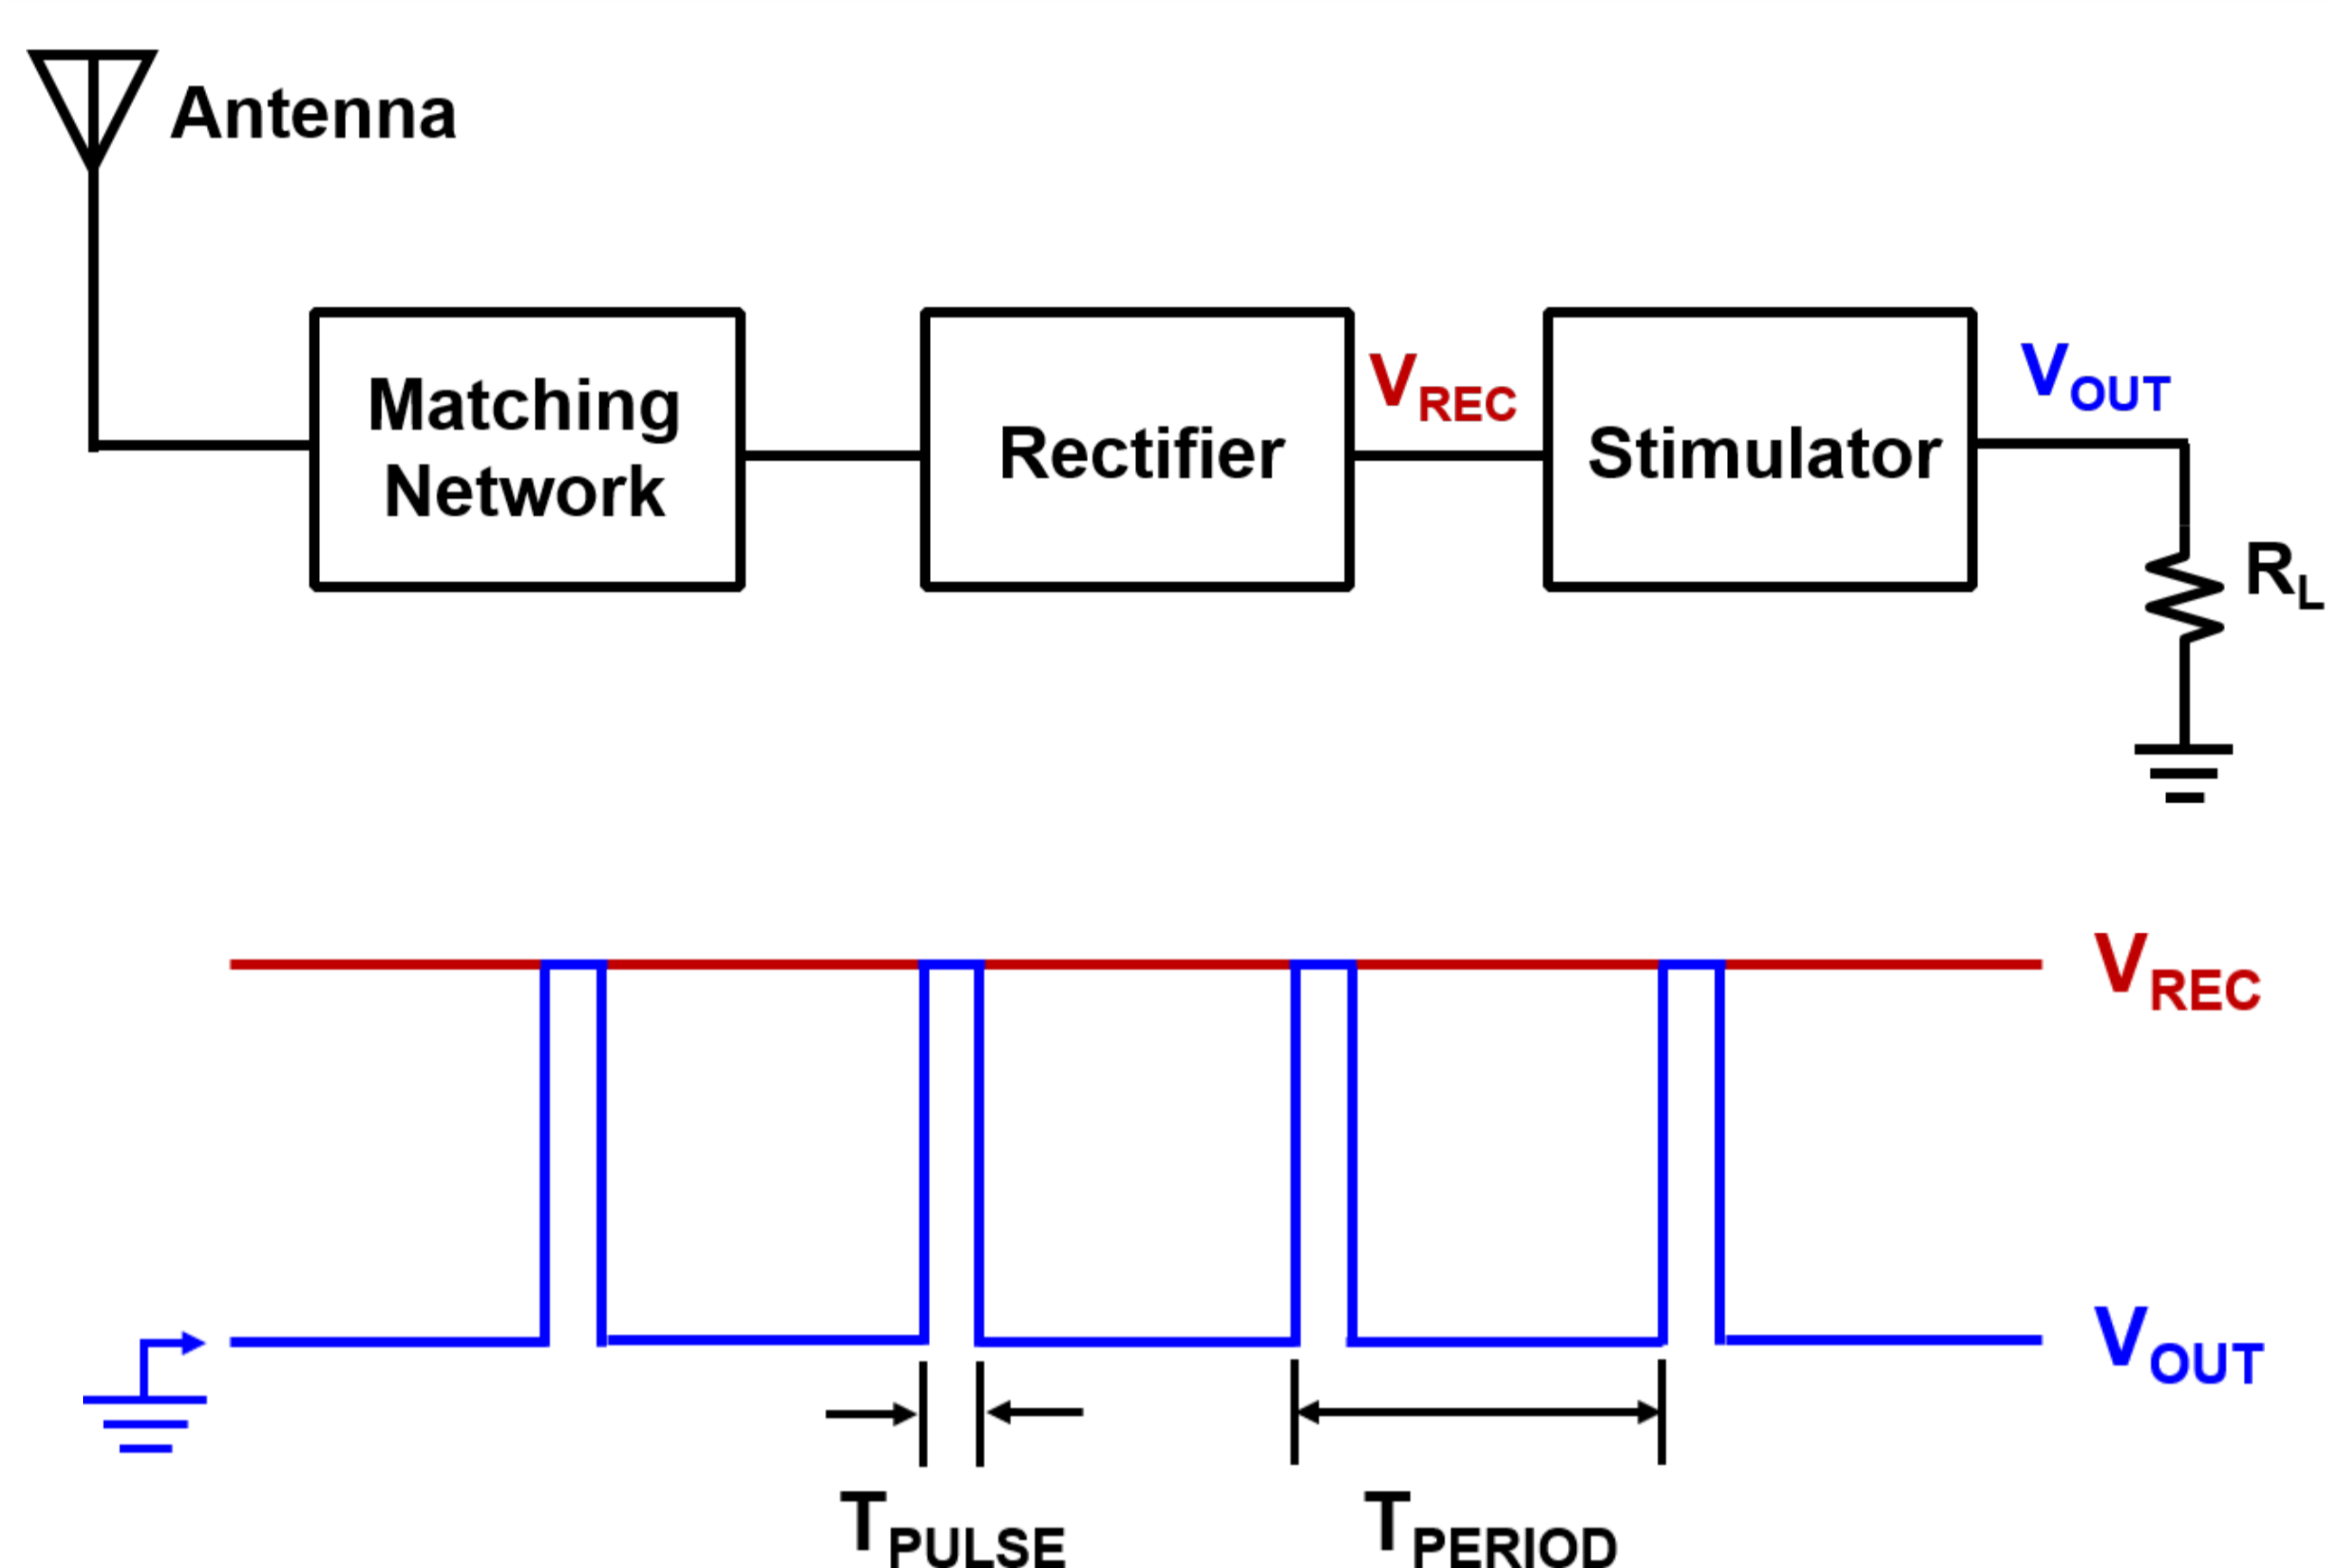 Antenna
Matching
Network
Rectifier
VREC
Stimulator
VOUT
RL
VREC
VOUT
TPULSE
TPERIOD